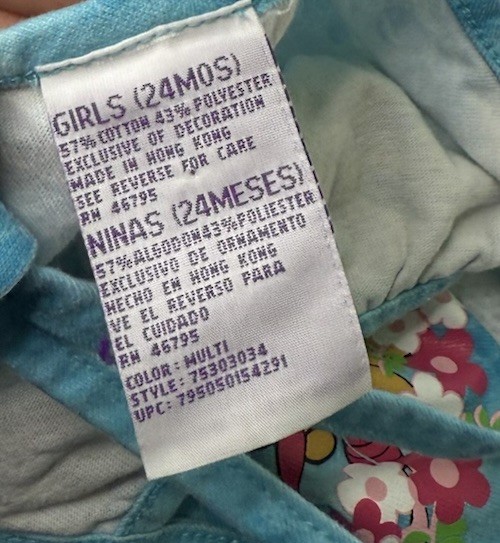 GIRLS (24MOS)
57% COTTON 43% POLYESTER
EXCLUSIVE OF DECORATION
MADE IN HONG KONG
SEE REVERSE FOR CARE
RN 46795
NINAS (24MESES)
57%ALGODON43%POLIESTER
EXCLUSIVO DE ORNAMENTO
HECHO EN HONG KONG
VE EL REVERSO PARA
EL CUIDADO
RN 46795
COLOR: MULTI
STYLE: 75303034
UPC: 795050154291